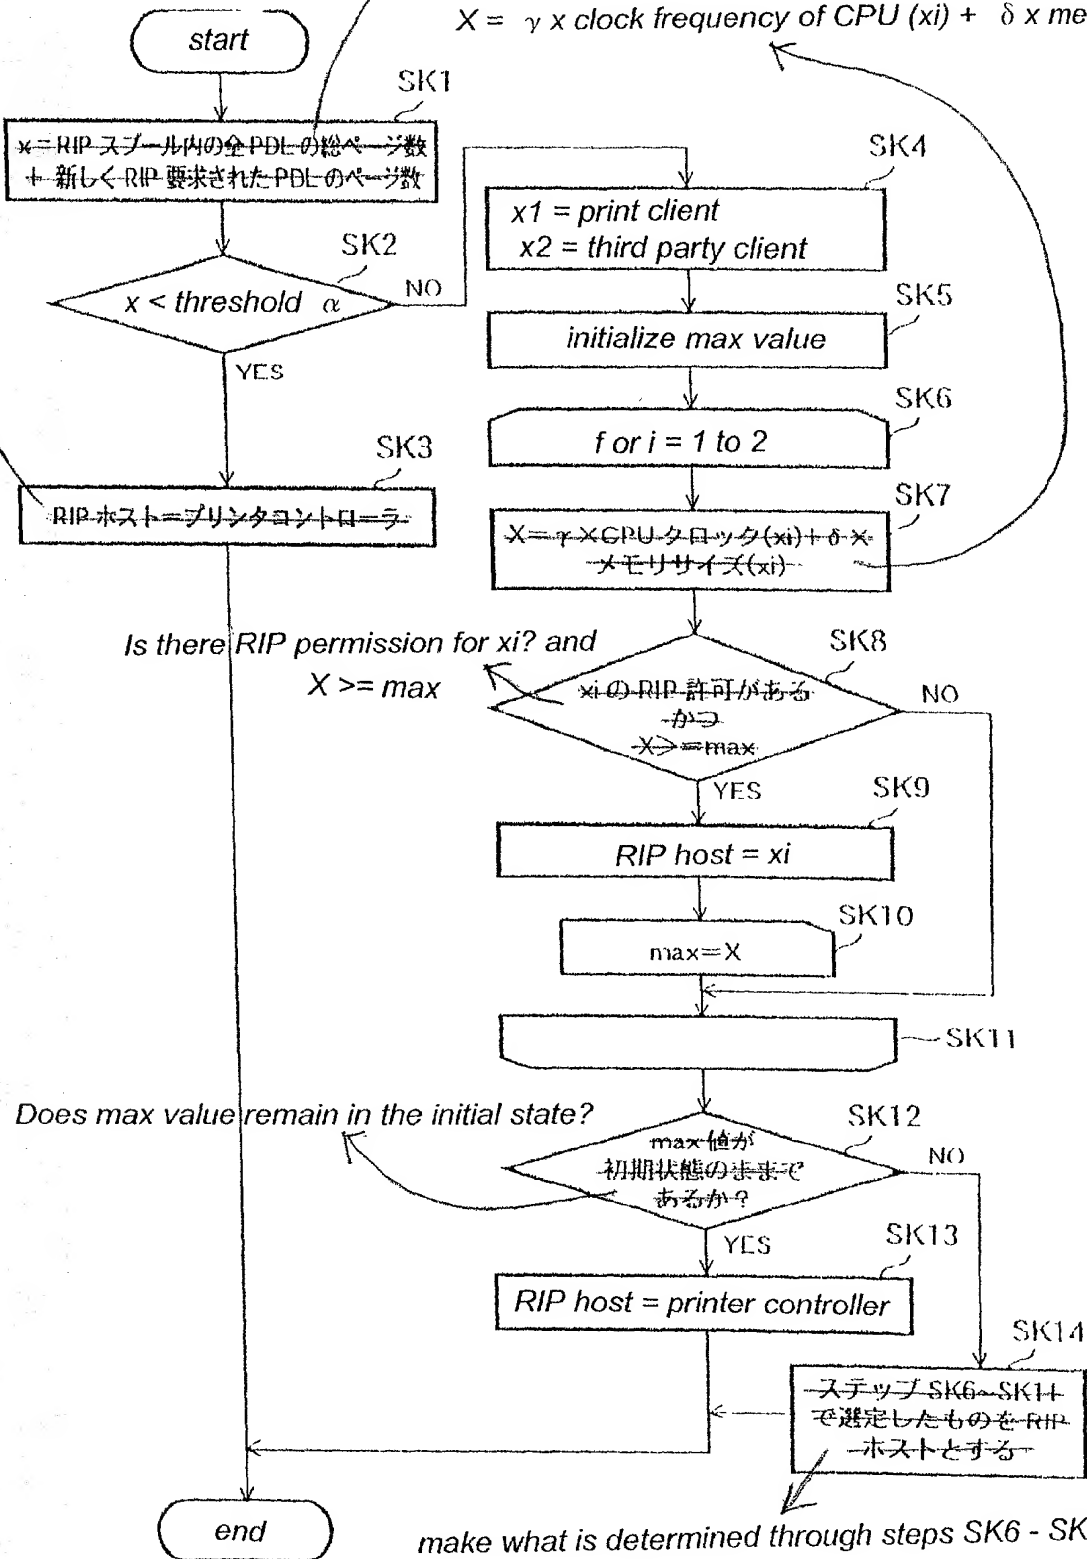 X = γ x clock frequency of CPU (xi) + δ x me
start
SK1
x=RIP スプール内の全PDLの総ページ数
+ 新しくRIP 要求されたPDLのページ数
SK2
x < threshold α
NO
YES
SK3
RIP ホスト=プリンタコントローラ
SK4
x1 = print client
x2 = third party client
SK5
initialize max value
SK6
for i = 1 to 2
SK7
X=γ×CPUクロック(xi)+δ×
メモリサイズ(xi)
Is there RIP permission for xi? and
X >= max
SK8
xi の RIP 許可がある
かつ
X>=max
NO
YES
SK9
RIP host = xi
SK10
max=X
SK11
Does max value remain in the initial state?
SK12
max 値が
初期状態のままで
あるか?
NO
YES
SK13
RIP host = printer controller
SK14
ステップ SK6~SK11
で選定したものを RIP
ホストとする
end
make what is determined through steps SK6 - SK